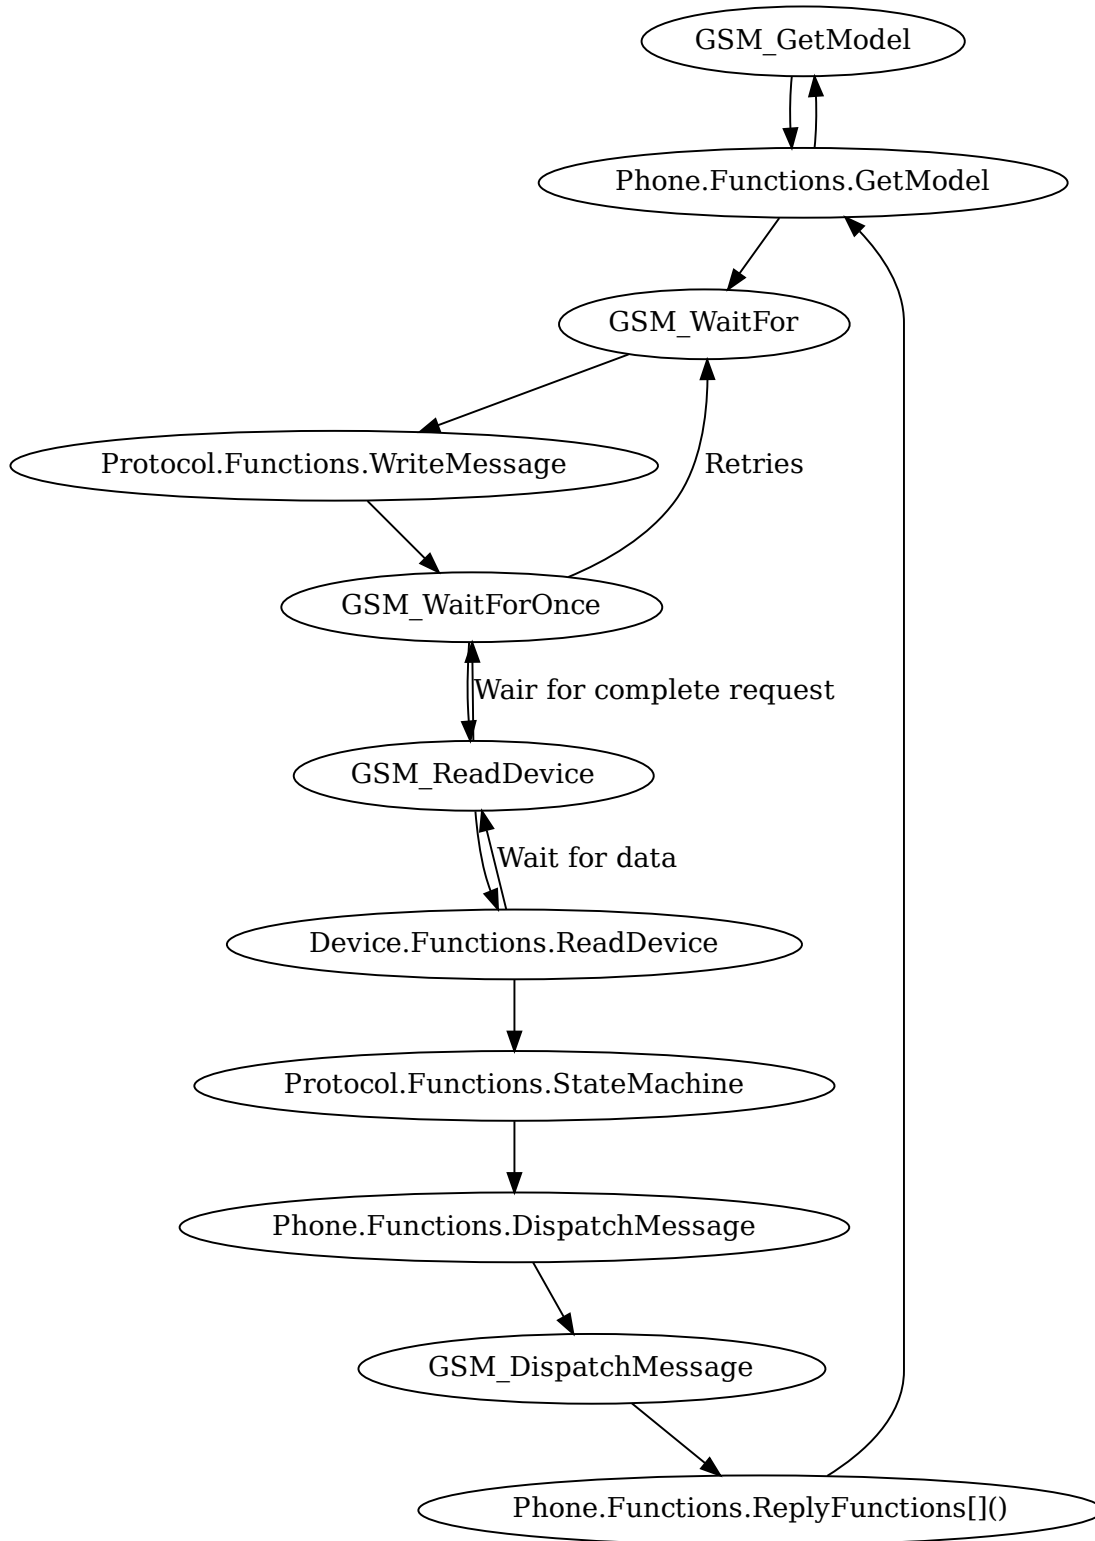 GSM_GetModel
Phone.Functions.GetModel
GSM_WaitFor
Protocol.Functions.WriteMessage
Retries
GSM_WaitForOnce
Wair for complete request
GSM_ReadDevice
Wait for data
Device.Functions.ReadDevice
Protocol.Functions.StateMachine
Phone.Functions.DispatchMessage
GSM_DispatchMessage
Phone.Functions.ReplyFunctions[]()